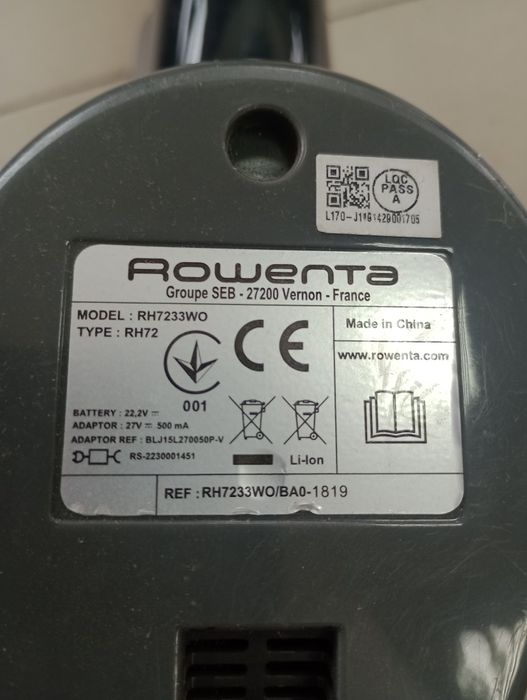 LQC
PASS
A
L170-J1191429001705
Rowenta
Groupe SEB - 27200 Vernon - France
MODEL : RH7233WO
TYPE : RH72
Made in China
www.rowenta.com
CE
001
BATTERY : 22,2V⎓
ADAPTOR : 27V⎓ 500 mA
ADAPTOR REF : BLJ15L270050P-V
RS-2230001451
Li-Ion
REF : RH7233WO/BA0-1819